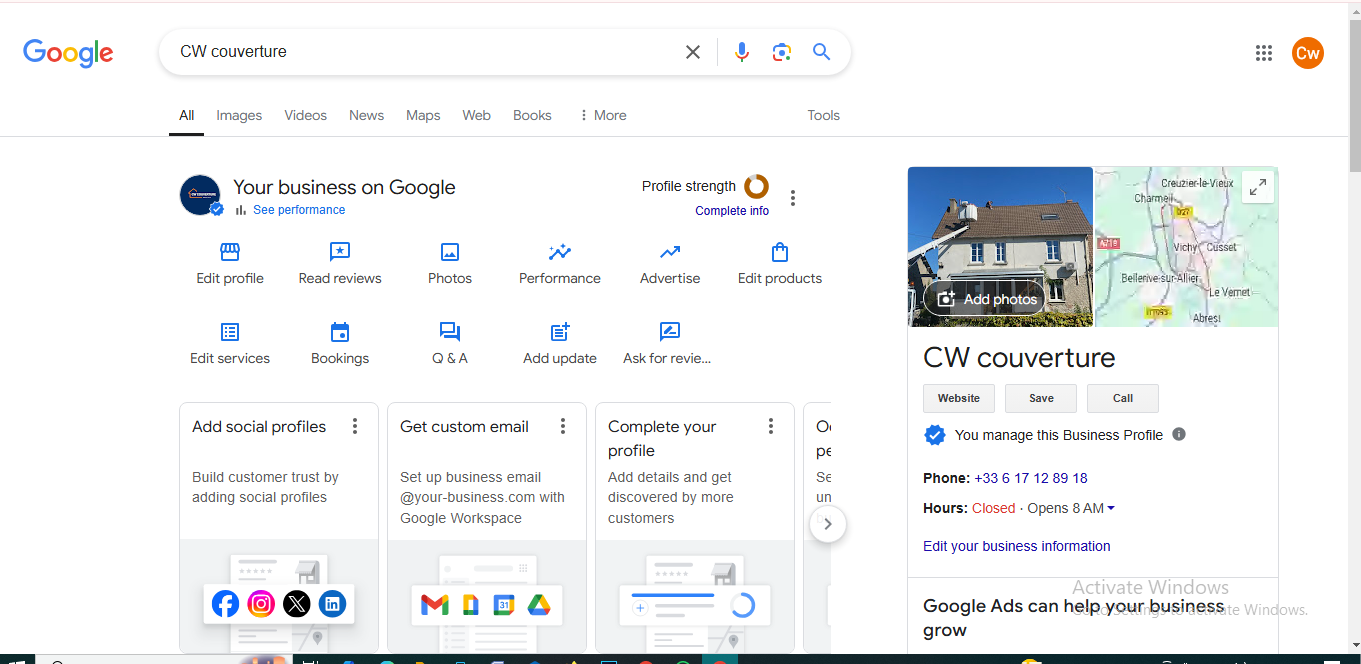 Google
CW couverture
Cw
All Images Videos News Maps Web Books More Tools
Your business on Google
See performance
Profile strength
Complete info
Edit profile Read reviews Photos Performance Advertise Edit products
Edit services Bookings Q & A Add update Ask for revie...
Add social profiles
Build customer trust by
adding social profiles
Get custom email
Set up business email
@your-business.com with
Google Workspace
31
Complete your
profile
Add details and get
discovered by more
customers
pe
Se
un
Add photos
Creuzier-le-Vieux
Charmeil
D27
A719
Vichy Cusset
Bellerive-sur-Allier
Le Vernet
Abrest
CW couverture
Website Save Call
You manage this Business Profile
Phone: +33 6 17 12 89 18
Hours: Closed · Opens 8 AM
Edit your business information
Google Ads can help your business
grow
Activate Windows
Go to Settings to activate Windows.